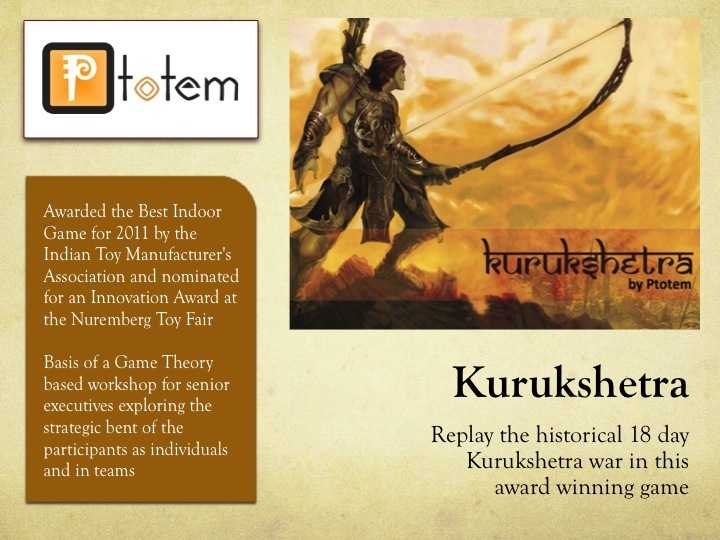 Ptotem
Awarded the Best Indoor
Game for 2011 by the
Indian Toy Manufacturer's
Association and nominated
for an Innovation Award at
the Nuremberg Toy Fair
Basis of a Game Theory
based workshop for senior
executives exploring the
strategic bent of the
participants as individuals
and in teams
kurukshetra
by Ptotem
Kurukshetra
Replay the historical 18 day
Kurukshetra war in this
award winning game